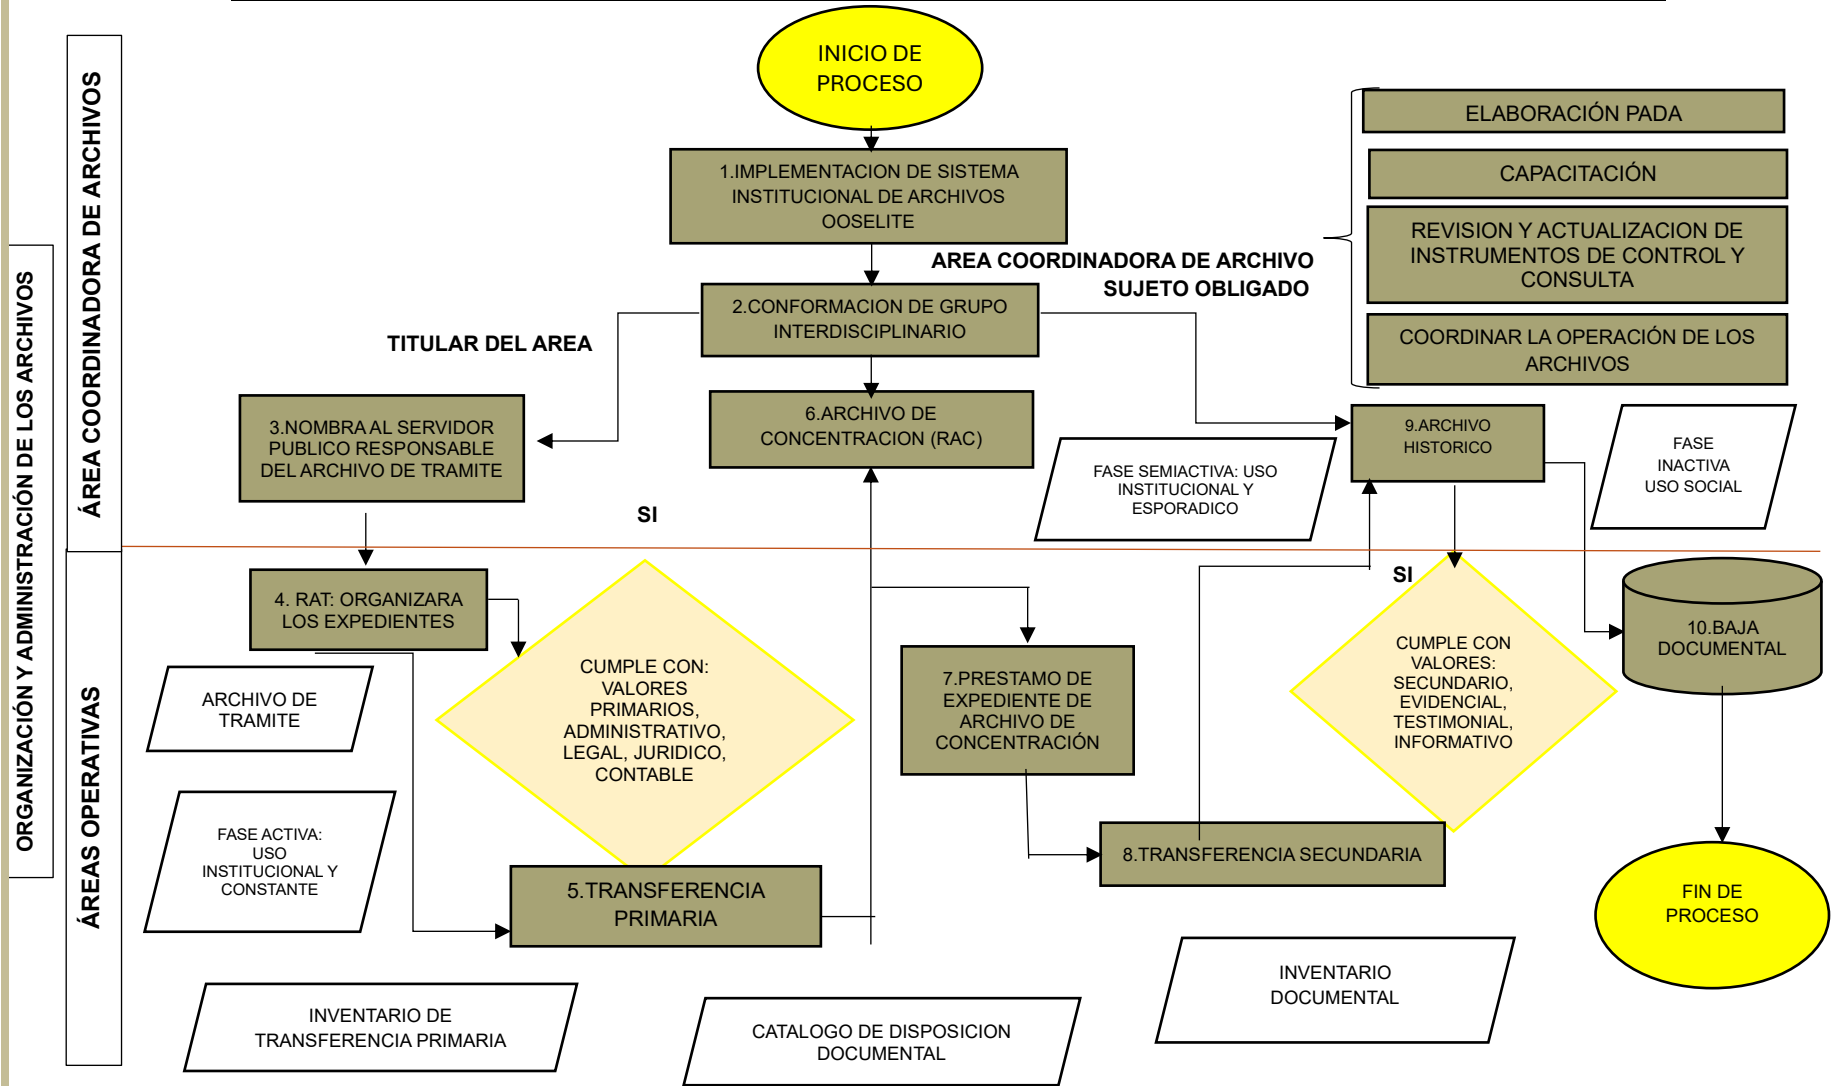 ORGANIZACIÓN Y ADMINISTRACIÓN DE LOS ARCHIVOS
ÁREA COORDINADORA DE ARCHIVOS
ÁREAS OPERATIVAS
INICIO DE
PROCESO
1.IMPLEMENTACION DE SISTEMA
INSTITUCIONAL DE ARCHIVOS
OOSELITE
AREA COORDINADORA DE ARCHIVO
SUJETO OBLIGADO
ELABORACIÓN PADA
CAPACITACIÓN
REVISION Y ACTUALIZACION DE
INSTRUMENTOS DE CONTROL Y
CONSULTA
COORDINAR LA OPERACIÓN DE LOS
ARCHIVOS
2.CONFORMACION DE GRUPO
INTERDISCIPLINARIO
TITULAR DEL AREA
3.NOMBRA AL SERVIDOR
PUBLICO RESPONSABLE
DEL ARCHIVO DE TRAMITE
6.ARCHIVO DE
CONCENTRACION (RAC)
9.ARCHIVO
HISTORICO
FASE
INACTIVA
USO SOCIAL
FASE SEMIACTIVA: USO
INSTITUCIONAL Y
ESPORADICO
SI
4. RAT: ORGANIZARA
LOS EXPEDIENTES
SI
CUMPLE CON:
VALORES
PRIMARIOS,
ADMINISTRATIVO,
LEGAL, JURIDICO,
CONTABLE
7.PRESTAMO DE
EXPEDIENTE DE
ARCHIVO DE
CONCENTRACIÓN
CUMPLE CON
VALORES:
SECUNDARIO,
EVIDENCIAL,
TESTIMONIAL,
INFORMATIVO
10.BAJA
DOCUMENTAL
ARCHIVO DE
TRAMITE
FASE ACTIVA:
USO
INSTITUCIONAL Y
CONSTANTE
5.TRANSFERENCIA
PRIMARIA
8.TRANSFERENCIA SECUNDARIA
FIN DE
PROCESO
INVENTARIO DE
TRANSFERENCIA PRIMARIA
CATALOGO DE DISPOSICION
DOCUMENTAL
INVENTARIO
DOCUMENTAL